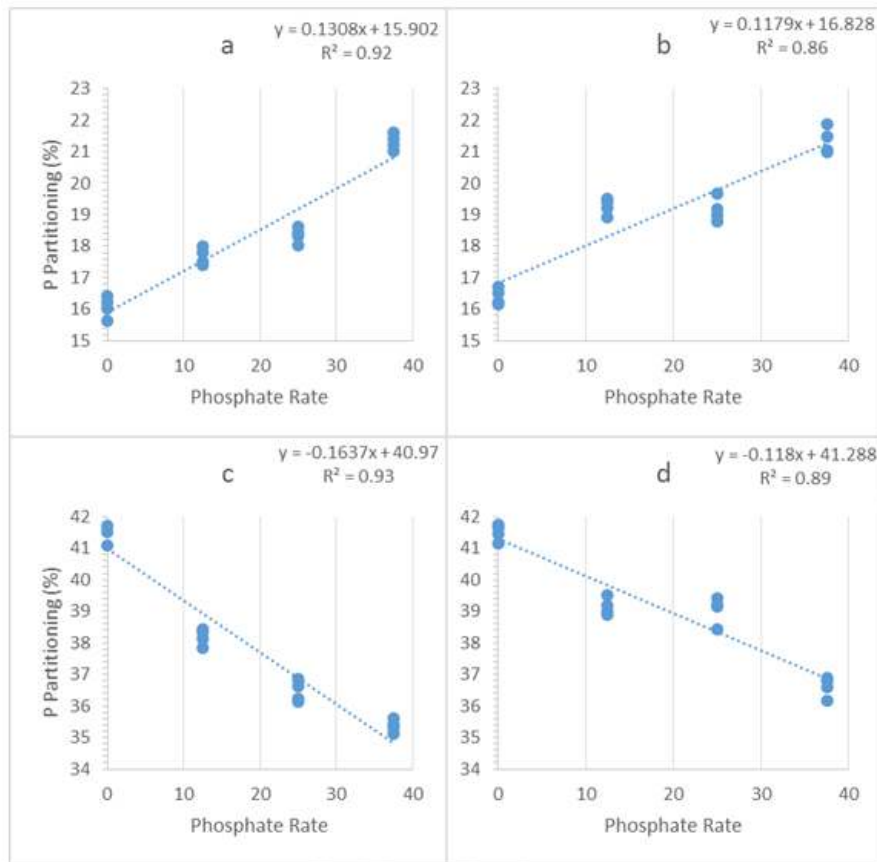 a
y = 0.1308x + 15.902
R² = 0.92
P Partitioning (%)
23
22
21
20
19
18
17
16
15
0 10 20 30 40
Phosphate Rate
b
y = 0.1179x + 16.828
R² = 0.86
23
22
21
20
19
18
17
16
15
0 10 20 30 40
Phosphate Rate
c
y = -0.1637x + 40.97
R² = 0.93
P Partitioning (%)
42
41
40
39
38
37
36
35
34
0 10 20 30 40
Phosphate Rate
d
y = -0.118x + 41.288
R² = 0.89
42
41
40
39
38
37
36
35
34
0 10 20 30 40
Phosphate Rate